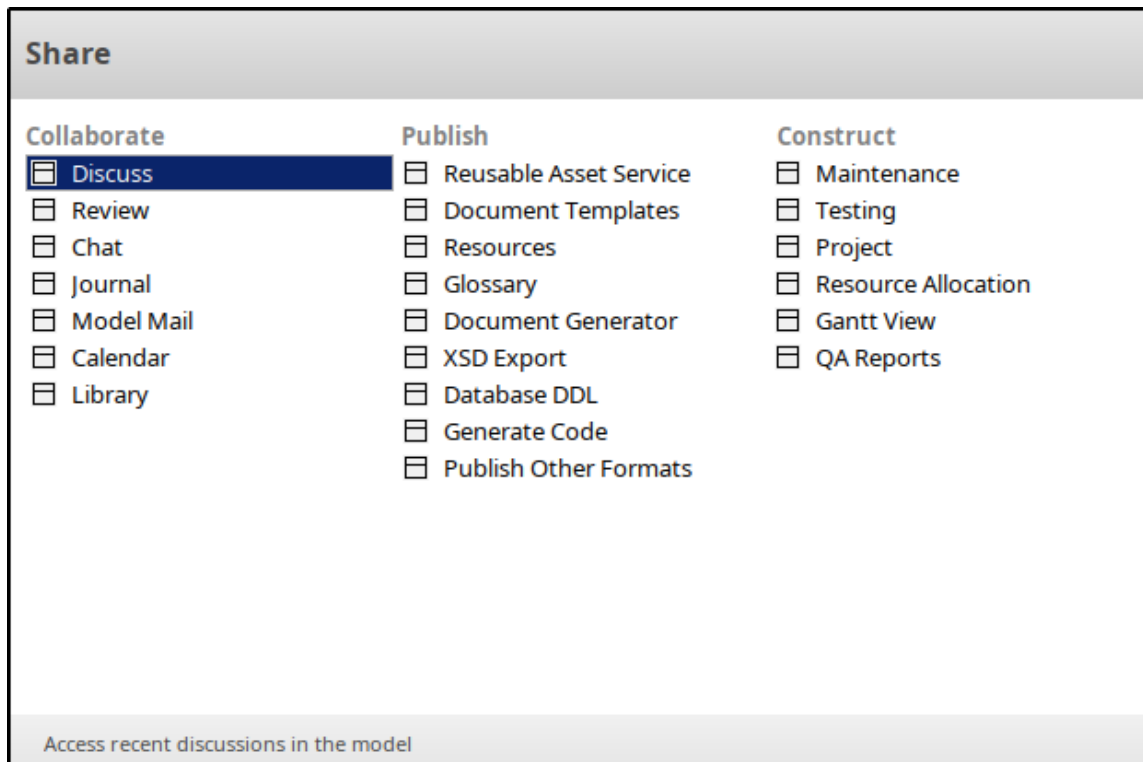 Share
Collaborate
Discuss
Review
Chat
Journal
Model Mail
Calendar
Library
Publish
Reusable Asset Service
Document Templates
Resources
Glossary
Document Generator
XSD Export
Database DDL
Generate Code
Publish Other Formats
Construct
Maintenance
Testing
Project
Resource Allocation
Gantt View
QA Reports
Access recent discussions in the model